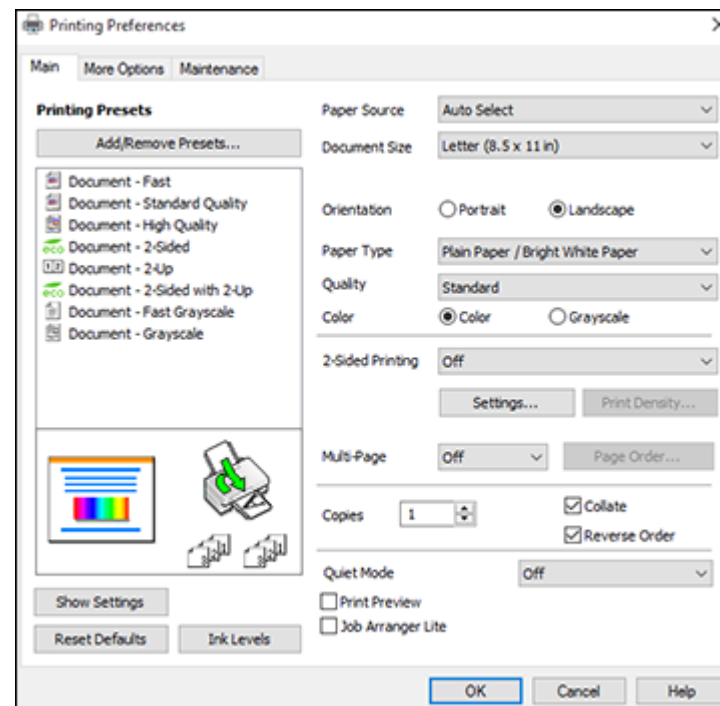 Printing Preferences
Main More Options Maintenance
Printing Presets
Add/Remove Presets...
Document - Fast
Document - Standard Quality
Document - High Quality
eco Document - 2-Sided
1 2 Document - 2-Up
eco Document - 2-Sided with 2-Up
Document - Fast Grayscale
Document - Grayscale
Show Settings
Reset Defaults Ink Levels
Paper Source Auto Select
Document Size Letter (8.5 x 11 in)
Orientation Portrait Landscape
Paper Type Plain Paper / Bright White Paper
Quality Standard
Color Color Grayscale
2-Sided Printing Off
Settings... Print Density...
Multi-Page Off Page Order...
Copies 1 Collate
Reverse Order
Quiet Mode Off
Print Preview
Job Arranger Lite
OK Cancel Help